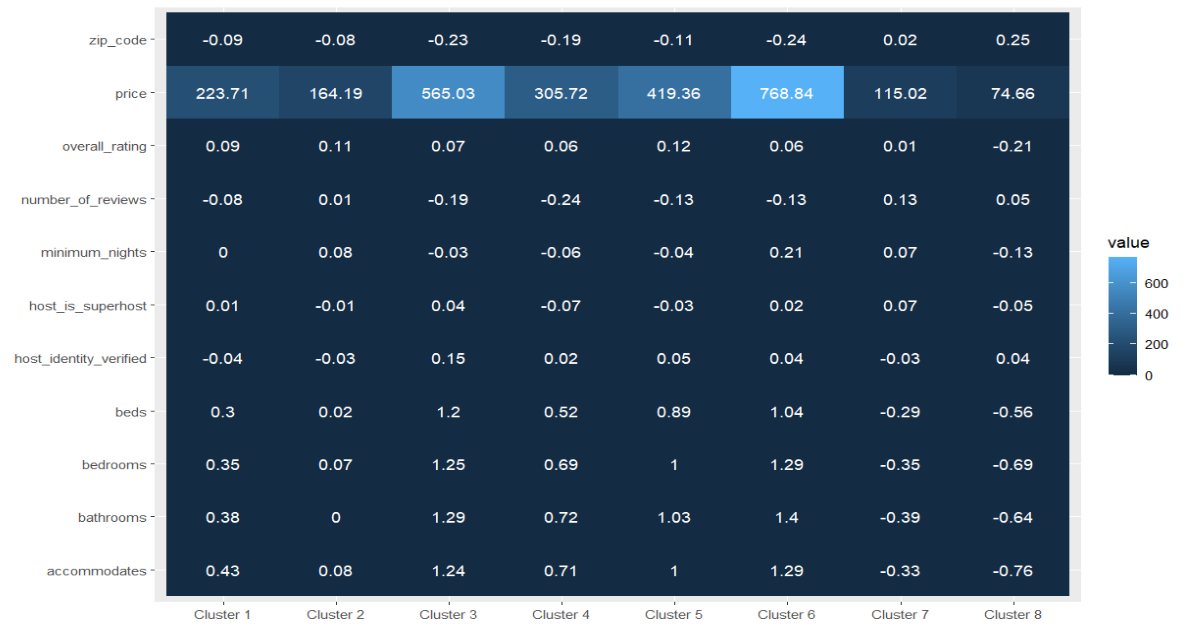 zip_code -0.09 -0.08 -0.23 -0.19 -0.11 -0.24 0.02 0.25
price 223.71 164.19 565.03 305.72 419.36 768.84 115.02 74.66
overall_rating 0.09 0.11 0.07 0.06 0.12 0.06 0.01 -0.21
number_of_reviews -0.08 0.01 -0.19 -0.24 -0.13 -0.13 0.13 0.05
minimum_nights 0 0.08 -0.03 -0.06 -0.04 0.21 0.07 -0.13
host_is_superhost 0.01 -0.01 0.04 -0.07 -0.03 0.02 0.07 -0.05
host_identity_verified -0.04 -0.03 0.15 0.02 0.05 0.04 -0.03 0.04
beds 0.3 0.02 1.2 0.52 0.89 1.04 -0.29 -0.56
bedrooms 0.35 0.07 1.25 0.69 1 1.29 -0.35 -0.69
bathrooms 0.38 0 1.29 0.72 1.03 1.4 -0.39 -0.64
accommodates 0.43 0.08 1.24 0.71 1 1.29 -0.33 -0.76
Cluster 1 Cluster 2 Cluster 3 Cluster 4 Cluster 5 Cluster 6 Cluster 7 Cluster 8
value
600
400
200
0